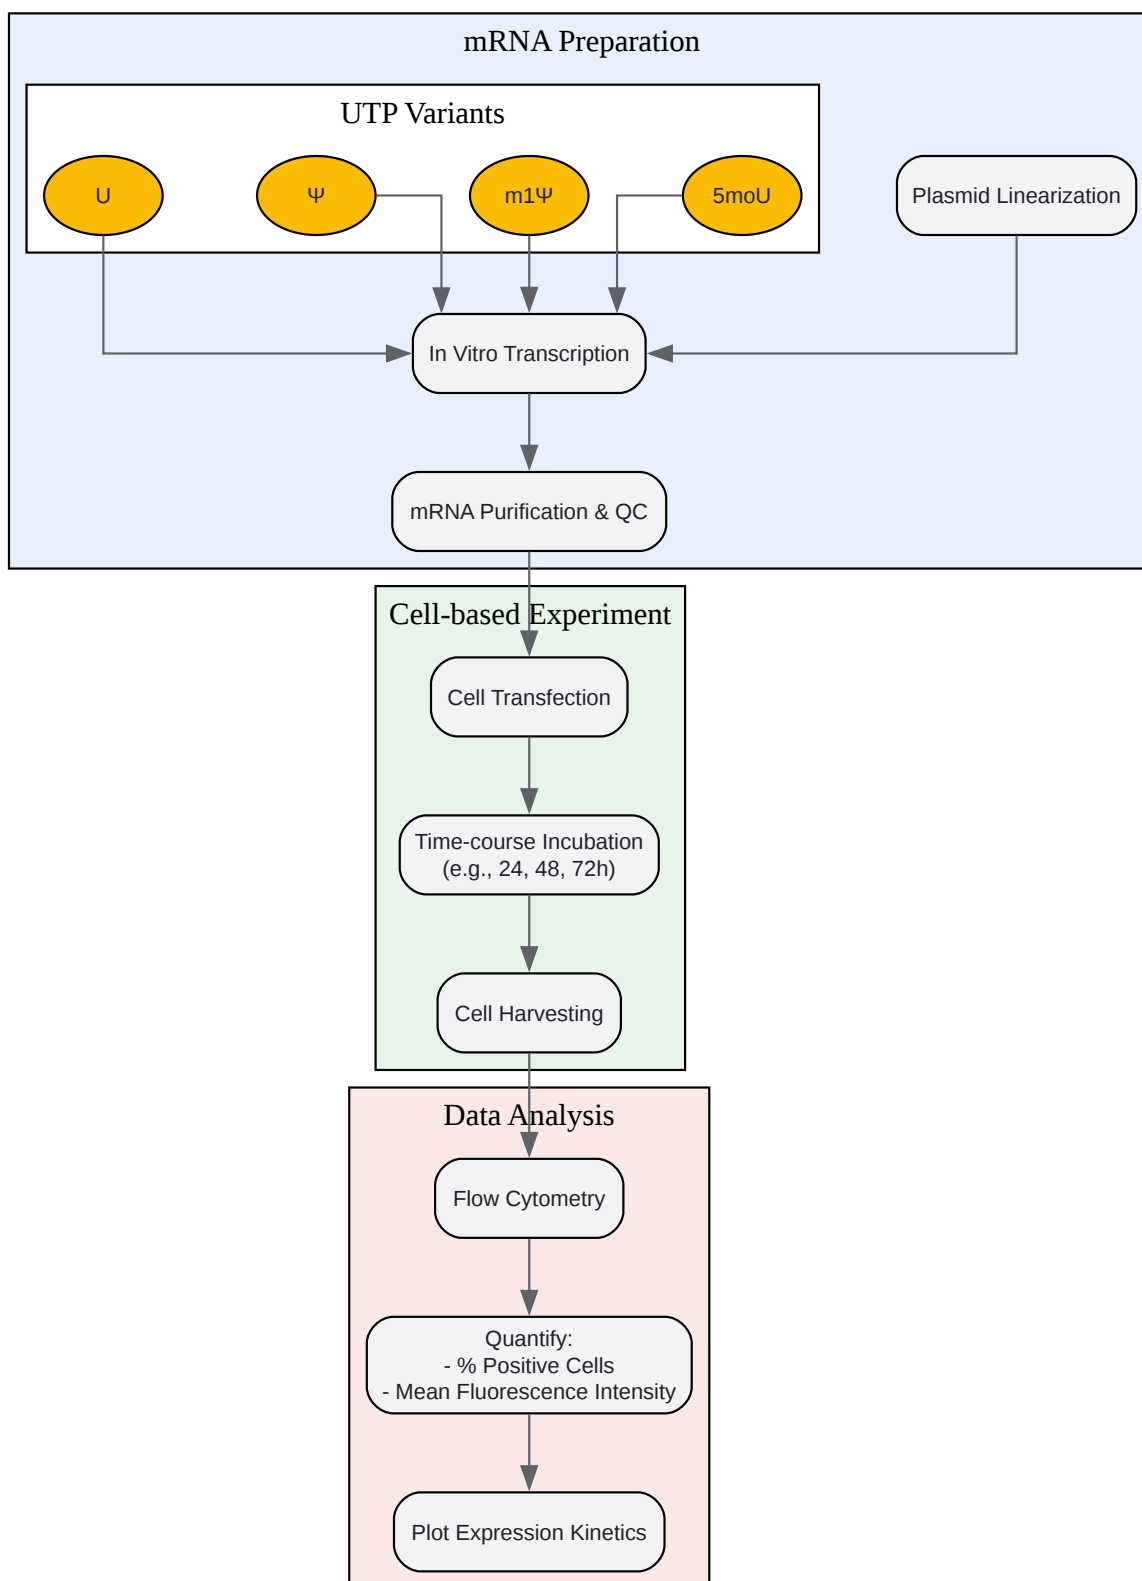 mRNA Preparation
UTP Variants
U
Ψ
m1Ψ
5moU
Plasmid Linearization
In Vitro Transcription
mRNA Purification & QC
Cell-based Experiment
Cell Transfection
Time-course Incubation
(e.g., 24, 48, 72h)
Cell Harvesting
Data Analysis
Flow Cytometry
Quantify:
- % Positive Cells
- Mean Fluorescence Intensity
Plot Expression Kinetics